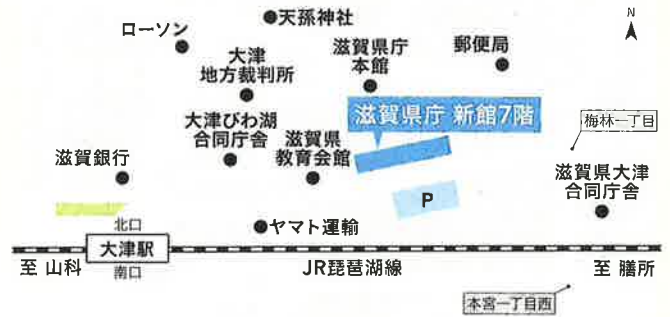 天孫神社
N
ローソン
大津
地方裁判所
滋賀県庁
本館
郵便局
滋賀県庁 新館7階
大津びわ湖
合同庁舎
滋賀県
教育会館
梅林一丁目
滋賀銀行
滋賀県大津
合同庁舎
P
北口
ヤマト運輸
大津駅
至 山科
南口
JR琵琶湖線
至 膳所
本宮一丁目西